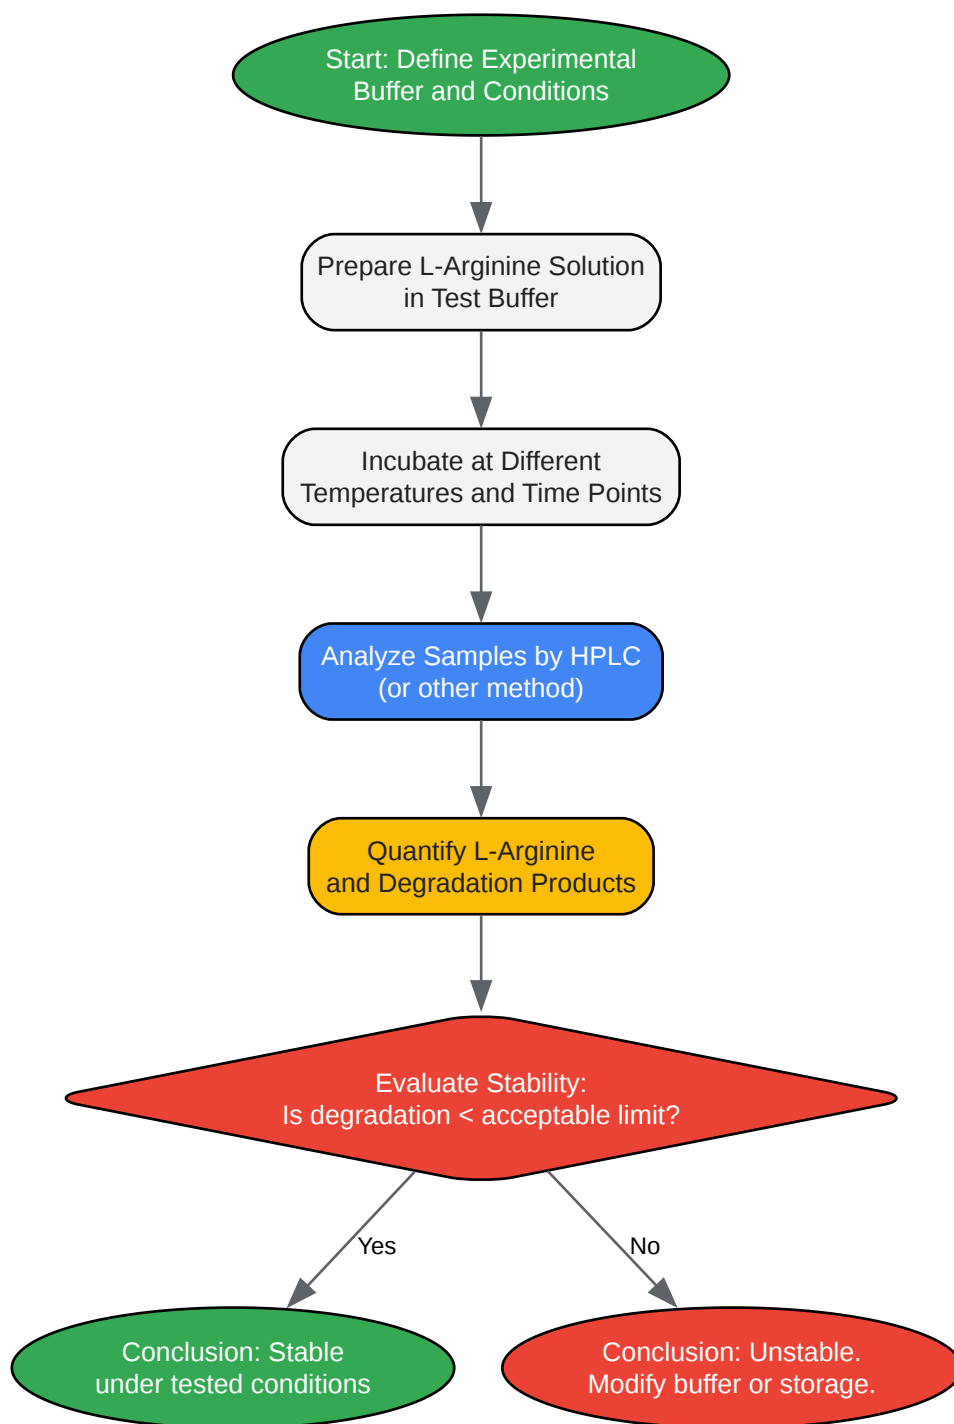 Start: Define Experimental
Buffer and Conditions
Prepare L-Arginine Solution
in Test Buffer
Incubate at Different
Temperatures and Time Points
Analyze Samples by HPLC
(or other method)
Quantify L-Arginine
and Degradation Products
Evaluate Stability:
Is degradation < acceptable limit?
Yes
No
Conclusion: Stable
under tested conditions
Conclusion: Unstable.
Modify buffer or storage.